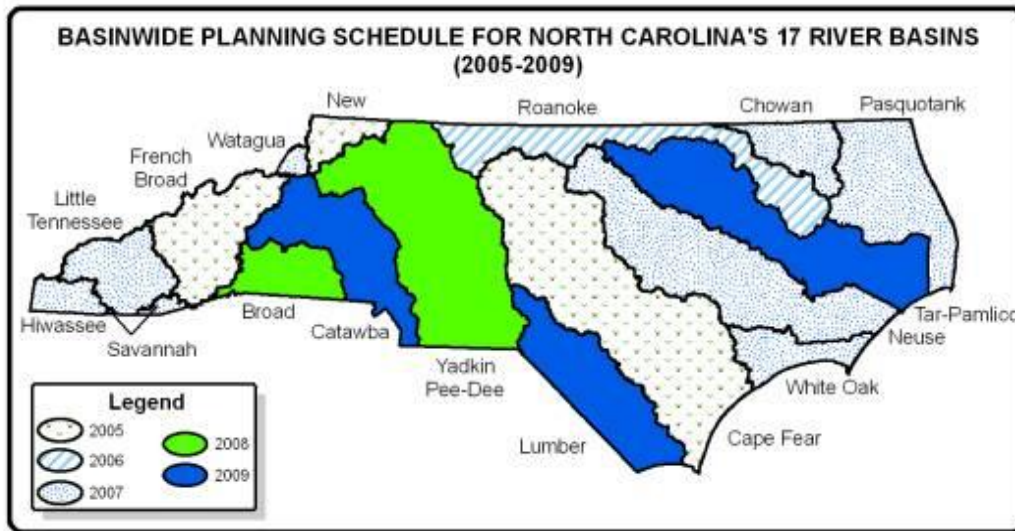 BASINWIDE PLANNING SCHEDULE FOR NORTH CAROLINA'S 17 RIVER BASINS
(2005-2009)
New
Roanoke
Chowan
Pasquotank
Watagua
French
Broad
Little
Tennessee
Hiwassee
Savannah
Broad
Catawba
Yadkin
Pee-Dee
Lumber
Cape Fear
White Oak
Neuse
Tar-Pamlico
Legend
2005
2006
2007
2008
2009